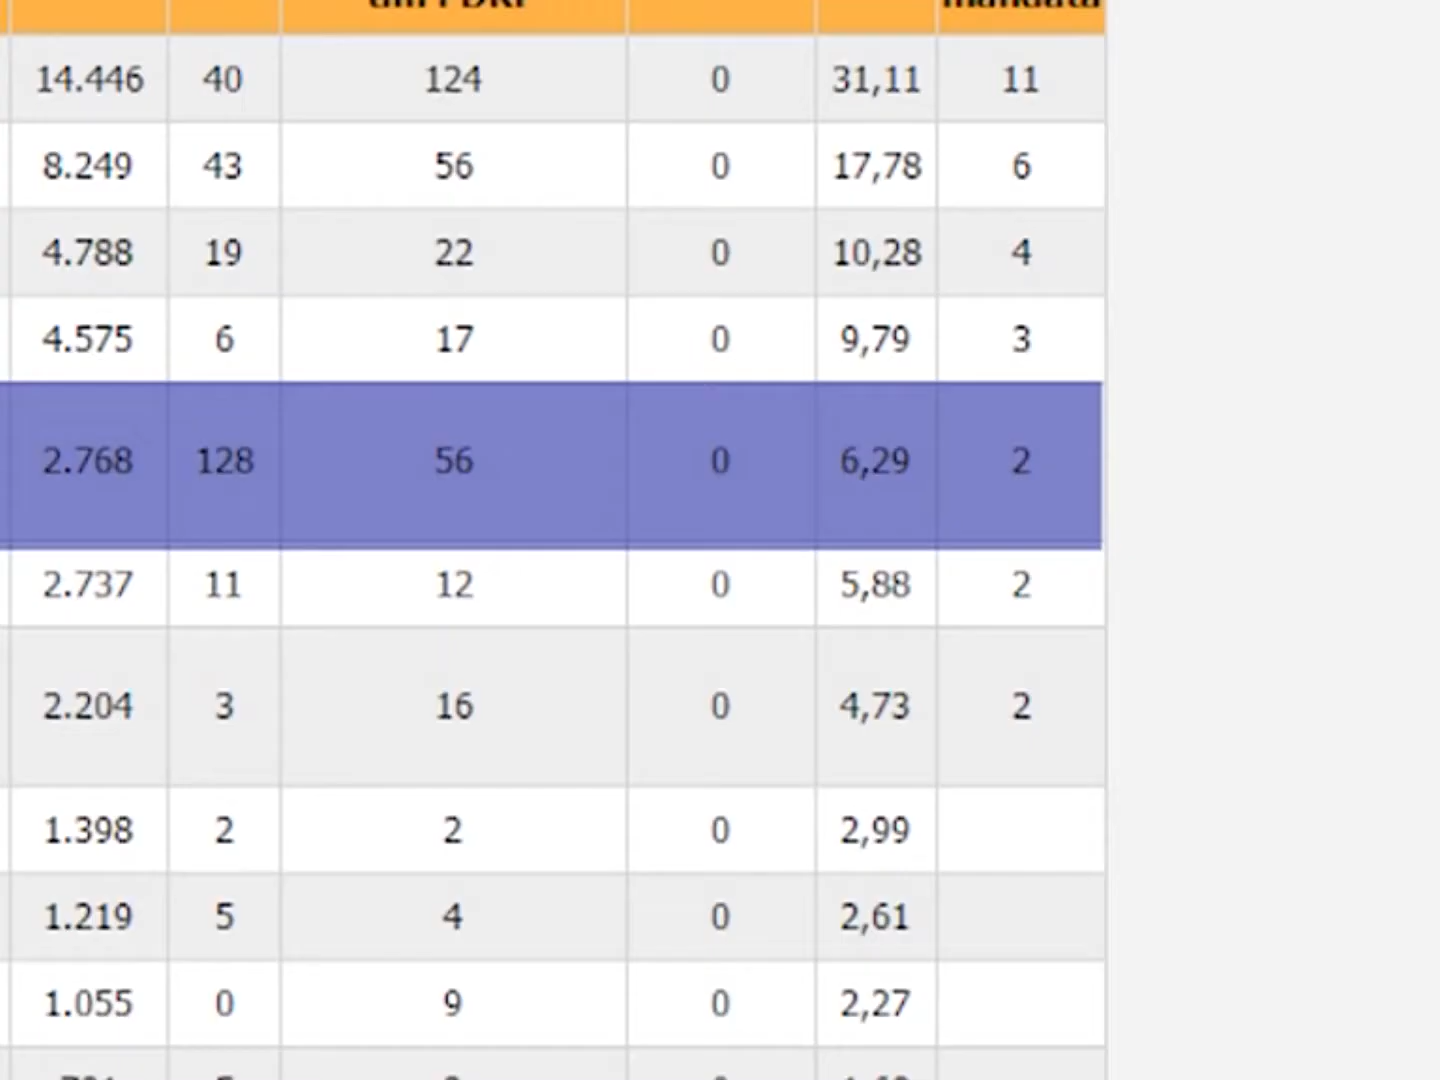 14.446 40 124 0 31,11 11
8.249 43 56 0 17,78 6
4.788 19 22 0 10,28 4
4.575 6 17 0 9,79 3
2.768 128 56 0 6,29 2
2.737 11 12 0 5,88 2
2.204 3 16 0 4,73 2
1.398 2 2 0 2,99
1.219 5 4 0 2,61
1.055 0 9 0 2,27